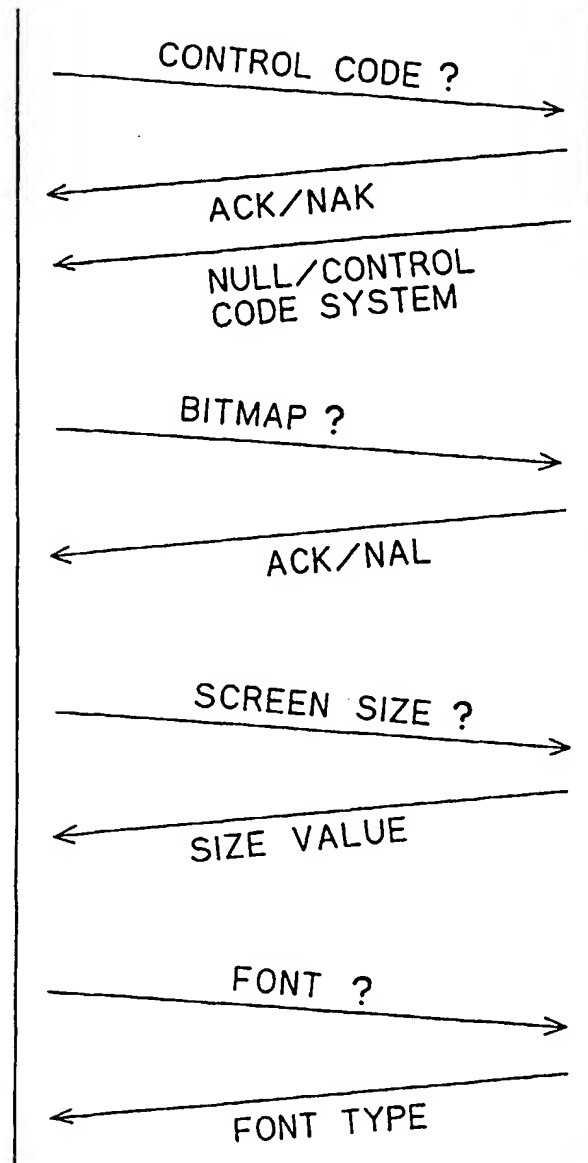 CONTROL CODE ?
ACK/NAK
NULL/CONTROL
CODE SYSTEM
BITMAP ?
ACK/NAL
SCREEN SIZE ?
SIZE VALUE
FONT ?
FONT TYPE